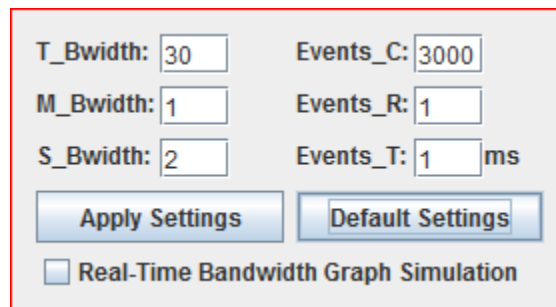 T_Bwidth: 30 Events_C: 3000
M_Bwidth: 1 Events_R: 1
S_Bwidth: 2 Events_T: 1 ms
Apply Settings Default Settings
Real-Time Bandwidth Graph Simulation